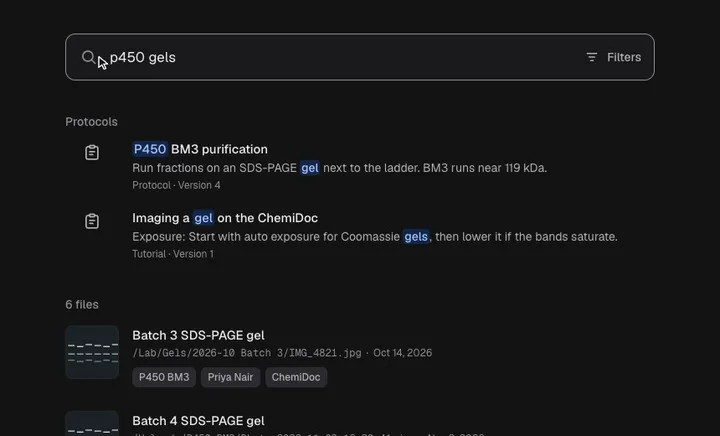 p450 gels
Filters
Protocols
P450 BM3 purification
Run fractions on an SDS-PAGE gel next to the ladder. BM3 runs near 119 kDa.
Protocol · Version 4
Imaging a gel on the ChemiDoc
Exposure: Start with auto exposure for Coomassie gels, then lower it if the bands saturate.
Tutorial · Version 1
6 files
Batch 3 SDS-PAGE gel
/Lab/Gels/2026-10 Batch 3/IMG_4821.jpg · Oct 14, 2026
P450 BM3
Priya Nair
ChemiDoc
Batch 4 SDS-PAGE gel